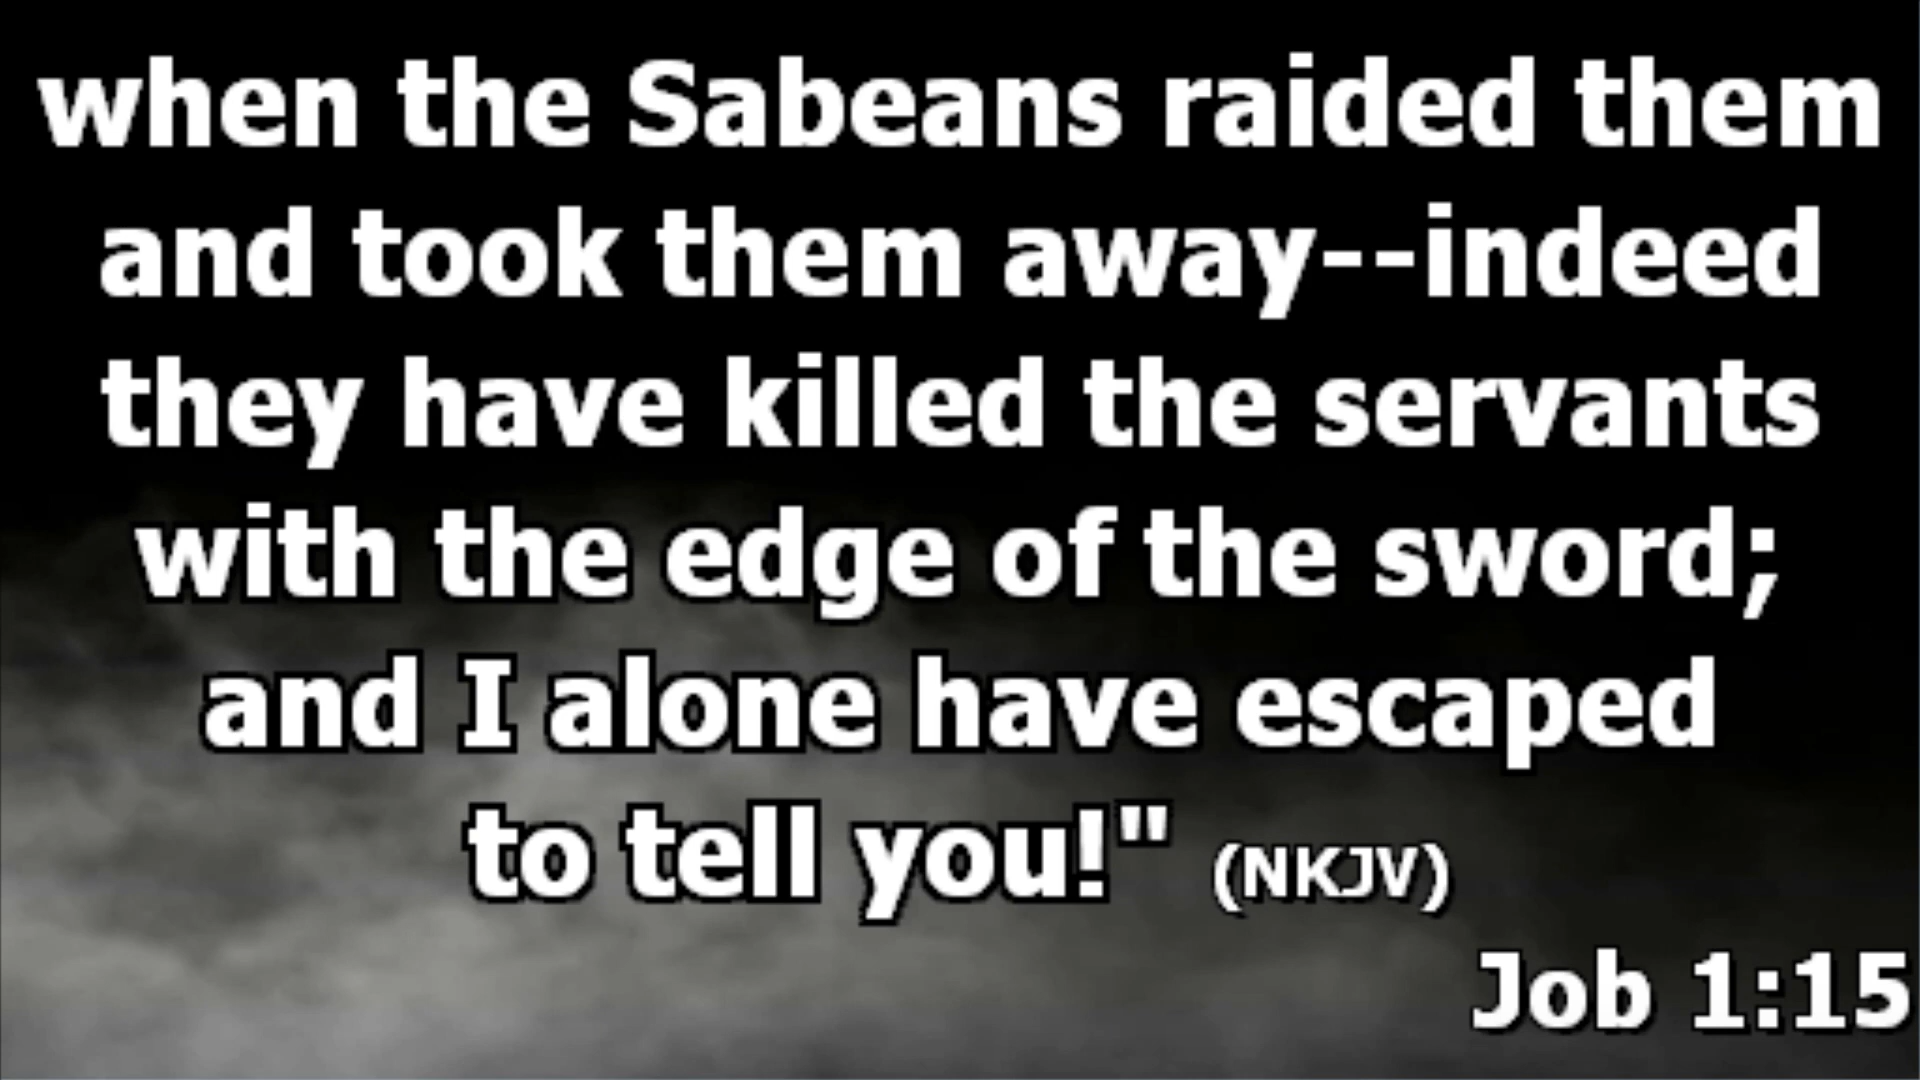 when the Sabeans raided them
and took them away--indeed
they have killed the servants
with the edge of the sword;
and I alone have escaped
to tell you!" (NKJV)
Job 1:15